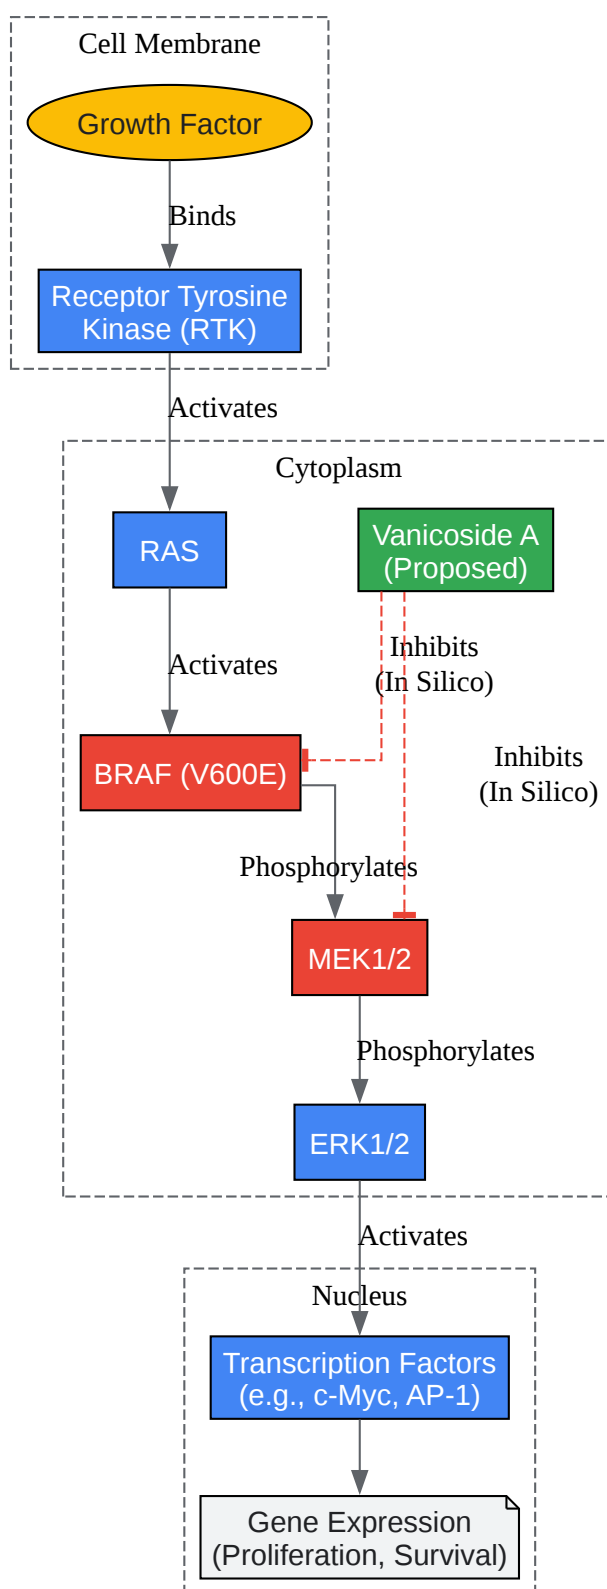 Cell Membrane
Growth Factor
Binds
Receptor Tyrosine
Kinase (RTK)
Activates
Cytoplasm
RAS
Vanicoside A
(Proposed)
Activates
Inhibits
(In Silico)
BRAF (V600E)
Inhibits
(In Silico)
Phosphorylates
MEK1/2
Phosphorylates
ERK1/2
Activates
Nucleus
Transcription Factors
(e.g., c-Myc, AP-1)
Gene Expression
(Proliferation, Survival)